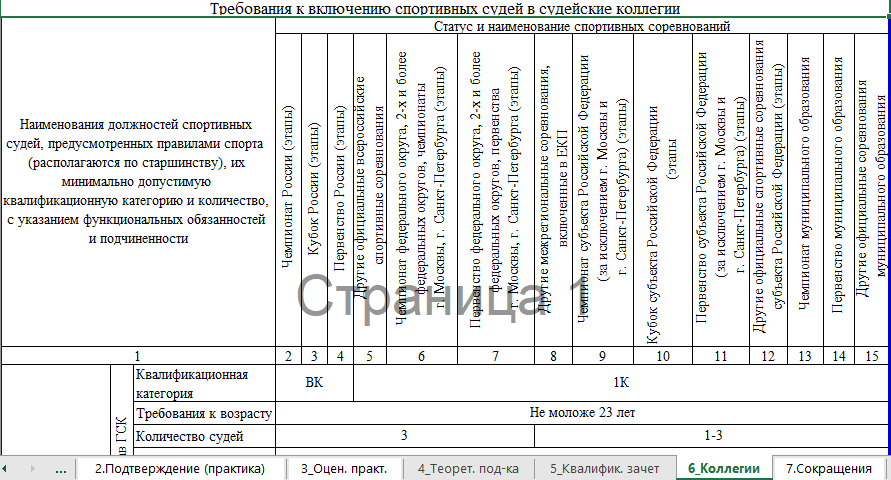 Требования к включению спортивных судей в судейские коллегии
Статус и наименование спортивных соревнований
Наименования должностей спортивных
судей, предусмотренных правилами спорта
(располагаются по старшинству), их
минимально допустимую
квалификационную категорию и количество,
с указанием функциональных обязанностей
и подчиненности
Чемпионат России (этапы)
Кубок России (этапы)
Первенство России (этапы)
Другие официальные всероссийские
спортивные соревнования
Чемпионат федерального округа, 2-х и более
федеральных округов, чемпионаты
г. Москвы, г. Санкт-Петербурга (этапы)
Первенство федерального округа, 2-х и более
федеральных округов, первенства
г. Москвы, г. Санкт-Петербурга (этапы)
Другие межрегиональные соревнования,
включенные в ЕКП
Чемпионат субъекта Российской Федерации
(за исключением г. Москвы и
г. Санкт-Петербурга) (этапы)
Кубок субъекта Российской Федерации
(этапы
Первенство субъекта Российской Федерации
(за исключением г. Москвы и
г. Санкт-Петербурга) (этапы)
Другие официальные спортивные соревнования
субъекта Российской Федерации (этапы)
Чемпионат муниципального образования
Первенство муниципального образования
Другие официальные соревнования
муниципального образования
Страница 1
1 2 3 4 5 6 7 8 9 10 11 12 13 14 15
ав ГСК
Квалификационная
категория
ВК 1К
Требования к возрасту Не моложе 23 лет
Количество судей 3 1-3
... 2.Подтверждение (практика) 3_Оцен. практ. 4_Теорет. под-ка 5_Квалифик. зачет 6_Коллегии 7.Сокращения